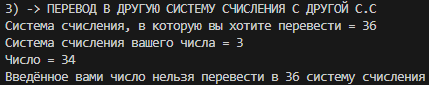 3) -> ПЕРЕВОД В ДРУГУЮ СИСТЕМУ СЧИСЛЕНИЯ С ДРУГОЙ С.С
Система счисления, в которую вы хотите перевести = 36
Система счисления вашего числа = 3
Число = 34
Введённое вами число нельзя перевести в 36 систему счисления